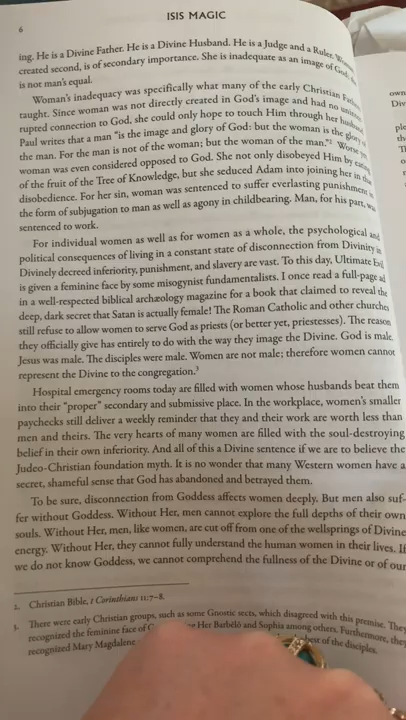 ISIS MAGIC
6
ing. He is a Divine Father. He is a Divine Husband. He is a Judge and a Ruler.
created second, is of secondary importance. She is inadequate as an image of God;
is not man's equal.
Woman's inadequacy was specifically what many of the early Christian
taught. Since woman was not directly created in God's image and had no
rupted connection to God, she could only hope to touch Him through her husband.
Paul writes that a man "is the image and glory of God: but the woman is the glory of
the man. For the man is not of the woman; but the woman of the man."² Worse
woman was even considered opposed to God. She not only disobeyed Him by eating
of the fruit of the Tree of Knowledge, but she seduced Adam into joining her in
disobedience. For her sin, woman was sentenced to suffer everlasting punishment in
the form of subjugation to man as well as agony in childbearing. Man, for his part, was
sentenced to work.
For individual women as well as for women as a whole, the psychological and
political consequences of living in a constant state of disconnection from Divinity in
Divinely decreed inferiority, punishment, and slavery are vast. To this day, Ultimate Evil
is given a feminine face by some misogynist fundamentalists. I once read a full-page ad
in a well-respected biblical archæology magazine for a book that claimed to reveal the
deep, dark secret that Satan is actually female! The Roman Catholic and other churches
still refuse to allow women to serve God as priests (or better yet, priestesses). The reason
they officially give has entirely to do with the way they image the Divine. God is male.
Jesus was male. The disciples were male. Women are not male; therefore women cannot
represent the Divine to the congregation.³
Hospital emergency rooms today are filled with women whose husbands beat them
into their "proper" secondary and submissive place. In the workplace, women's smaller
paychecks still deliver a weekly reminder that they and their work are worth less than
men and theirs. The very hearts of many women are filled with the soul-destroying
belief in their own inferiority. And all of this a Divine sentence if we are to believe the
Judeo-Christian foundation myth. It is no wonder that many Western women have a
secret, shameful sense that God has abandoned and betrayed them.
To be sure, disconnection from Goddess affects women deeply. But men also suf-
fer without Goddess. Without Her, men cannot explore the full depths of their own
souls. Without Her, men, like women, are cut off from one of the wellsprings of Divine
energy. Without Her, they cannot fully understand the human women in their lives. If
we do not know Goddess, we cannot comprehend the fullness of the Divine or of our
2. Christian Bible, 1 Corinthians 11:7–8.
3. There were early Christian groups, such as some Gnostic sects, which disagreed with this premise. They
recognized the feminine face of Her Barbēlō and Sophia among others. Furthermore, they
recognized Mary Magdalene of the disciples.
own
Div